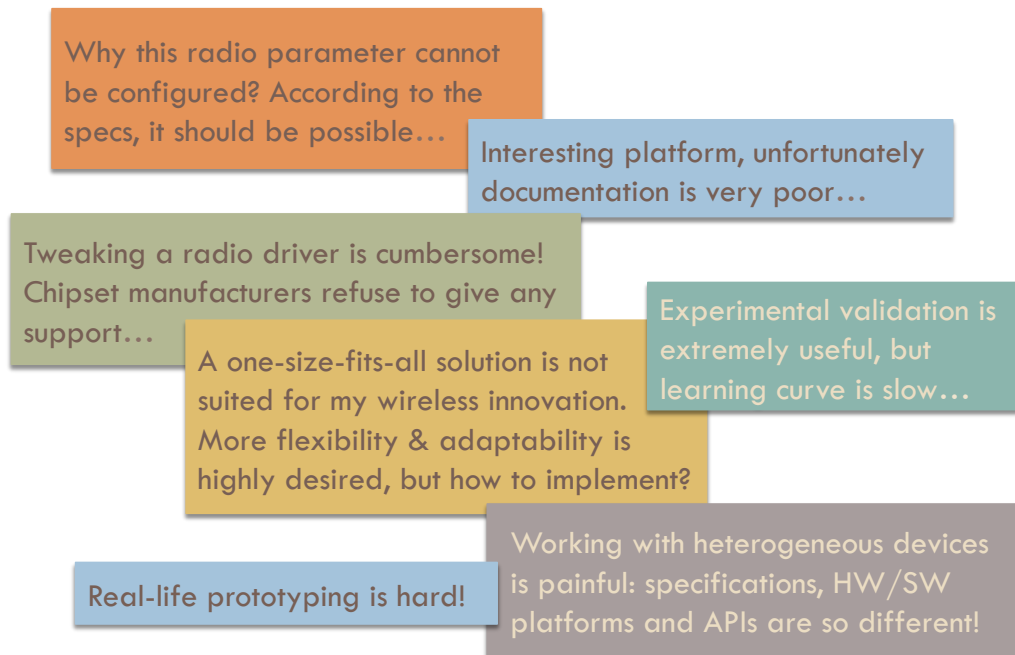 Why this radio parameter cannot
be configured? According to the
specs, it should be possible…
Interesting platform, unfortunately
documentation is very poor…
Tweaking a radio driver is cumbersome!
Chipset manufacturers refuse to give any
support…
Experimental validation is
extremely useful, but
learning curve is slow…
A one-size-fits-all solution is not
suited for my wireless innovation.
More flexibility & adaptability is
highly desired, but how to implement?
Working with heterogeneous devices
is painful: specifications, HW/SW
platforms and APIs are so different!
Real-life prototyping is hard!